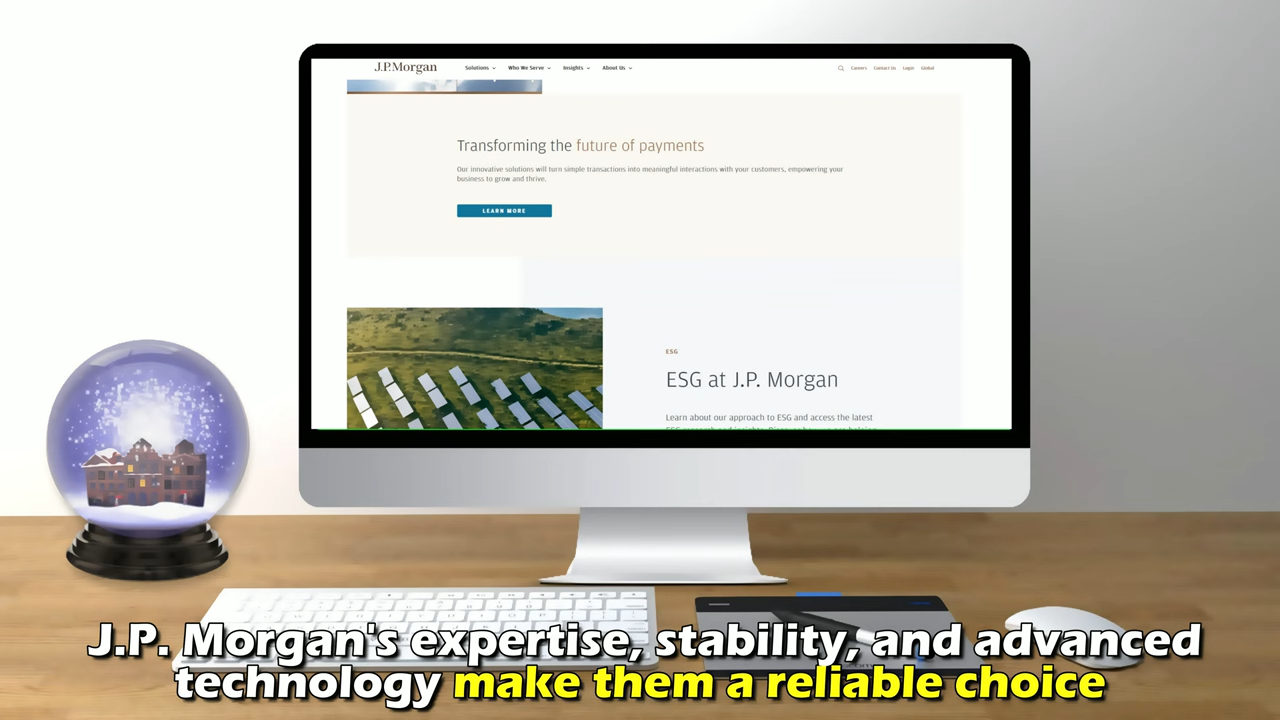 J.P.Morgan
Solutions
Who We Serve
Insights
About Us
Careers
Contact Us
Login
Global
Transforming the future of payments
Our innovative solutions will turn simple transactions into meaningful interactions with your customers, empowering your
business to grow and thrive.
LEARN MORE
ESG
ESG at J.P. Morgan
Learn about our approach to ESG and access the latest
J.P. Morgan's expertise, stability, and advanced
technology make them a reliable choice